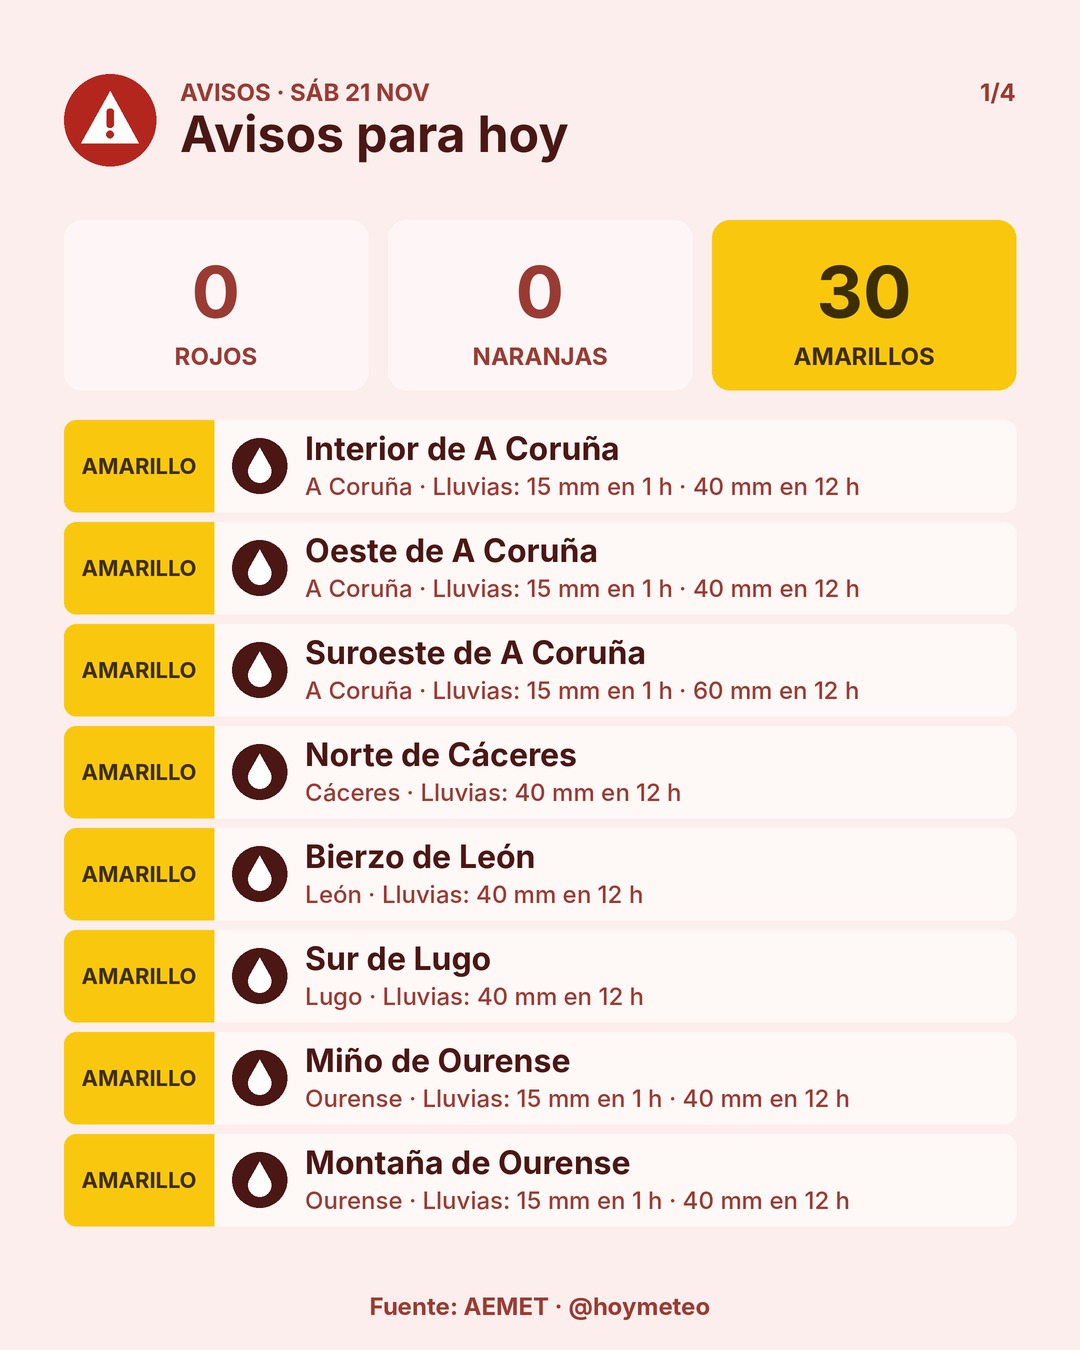 AVISOS · SÁB 21 NOV
1/4
Avisos para hoy
0
ROJOS
0
NARANJAS
30
AMARILLOS
AMARILLO
Interior de A Coruña
A Coruña · Lluvias: 15 mm en 1 h · 40 mm en 12 h
AMARILLO
Oeste de A Coruña
A Coruña · Lluvias: 15 mm en 1 h · 40 mm en 12 h
AMARILLO
Suroeste de A Coruña
A Coruña · Lluvias: 15 mm en 1 h · 60 mm en 12 h
AMARILLO
Norte de Cáceres
Cáceres · Lluvias: 40 mm en 12 h
AMARILLO
Bierzo de León
León · Lluvias: 40 mm en 12 h
AMARILLO
Sur de Lugo
Lugo · Lluvias: 40 mm en 12 h
AMARILLO
Miño de Ourense
Ourense · Lluvias: 15 mm en 1 h · 40 mm en 12 h
AMARILLO
Montaña de Ourense
Ourense · Lluvias: 15 mm en 1 h · 40 mm en 12 h
Fuente: AEMET · @hoymeteo